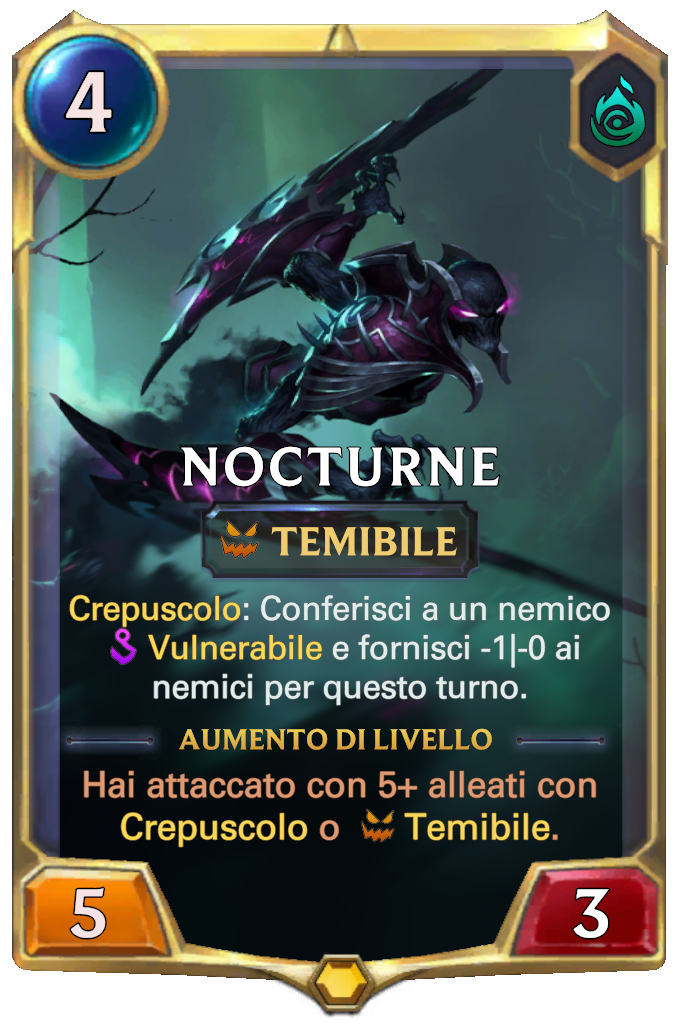 4
NOCTURNE
TEMIBILE
Crepuscolo: Conferisci a un nemico
Vulnerabile e fornisci -1|-0 ai
nemici per questo turno.
AUMENTO DI LIVELLO
Hai attaccato con 5+ alleati con
Crepuscolo o Temibile.
5
3